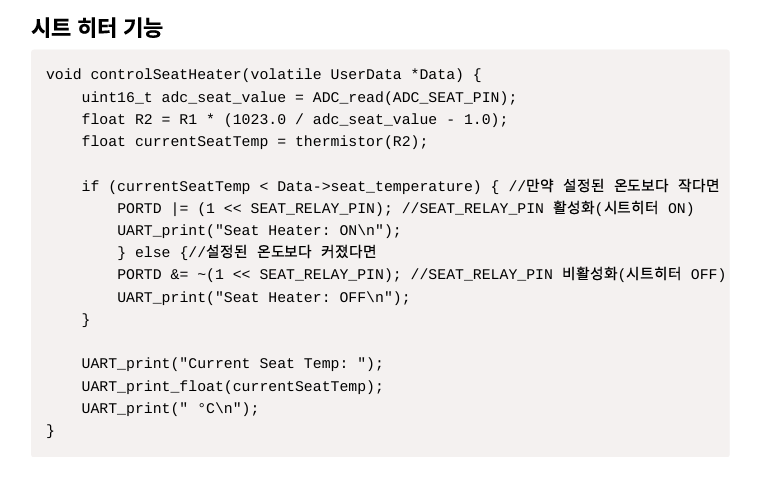 시트 히터 기능
void controlSeatHeater(volatile UserData *Data) {
    uint16_t adc_seat_value = ADC_read(ADC_SEAT_PIN);
    float R2 = R1 * (1023.0 / adc_seat_value - 1.0);
    float currentSeatTemp = thermistor(R2);

    if (currentSeatTemp < Data->seat_temperature) { //만약 설정된 온도보다 작다면
        PORTD |= (1 << SEAT_RELAY_PIN); //SEAT_RELAY_PIN 활성화(시트히터 ON)
        UART_print("Seat Heater: ON\n");
        } else {//설정된 온도보다 커졌다면
        PORTD &= ~(1 << SEAT_RELAY_PIN); //SEAT_RELAY_PIN 비활성화(시트히터 OFF)
        UART_print("Seat Heater: OFF\n");
    }

    UART_print("Current Seat Temp: ");
    UART_print_float(currentSeatTemp);
    UART_print(" °C\n");
}